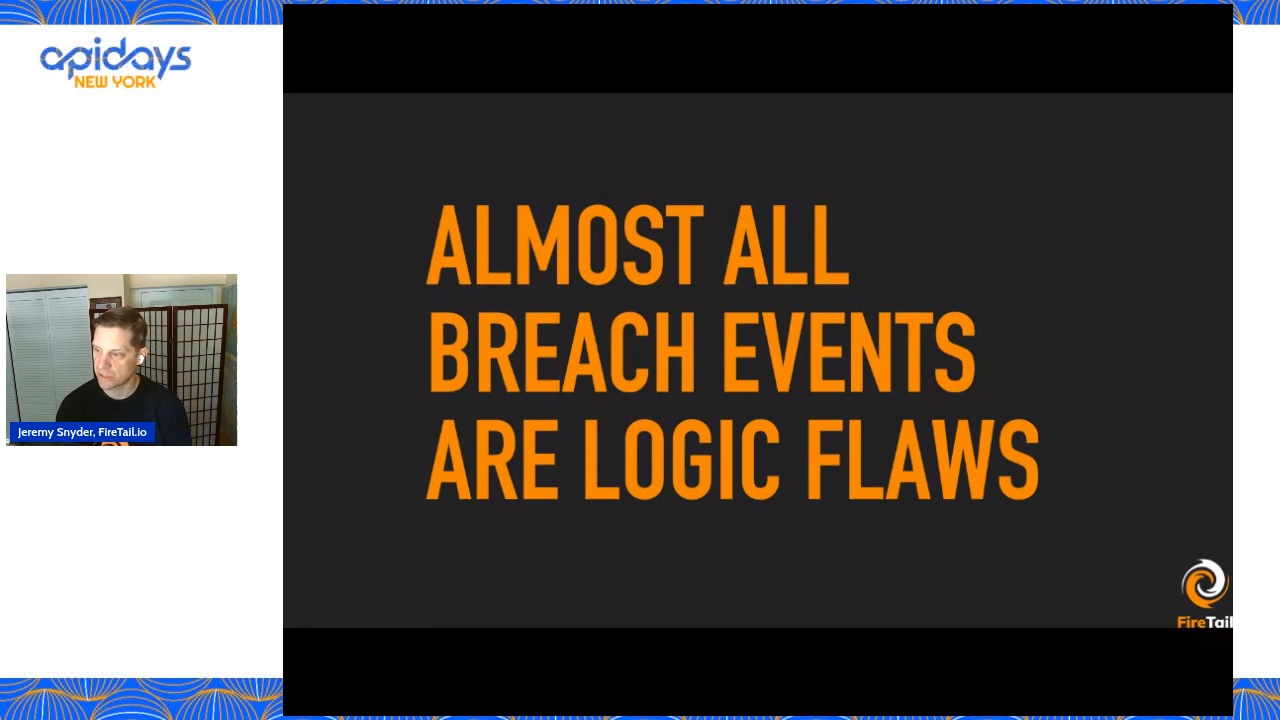 apidays
NEW YORK
ALMOST ALL
BREACH EVENTS
ARE LOGIC FLAWS
Jeremy Snyder, FireTail.io
FireTail